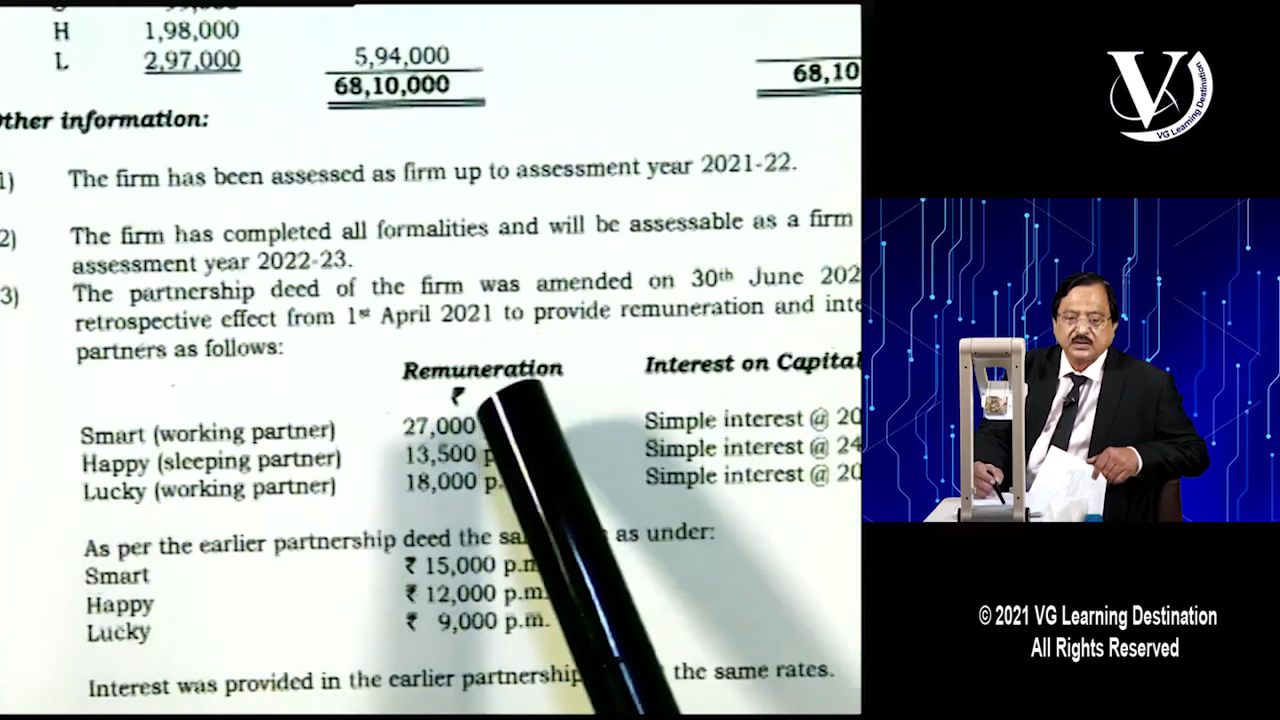 H 1,98,000
L 2,97,000 5,94,000
68,10,000 68,10
Other information:
1) The firm has been assessed as firm up to assessment year 2021-22.
2) The firm has completed all formalities and will be assessable as a firm
assessment year 2022-23.
3) The partnership deed of the firm was amended on 30th June 202
retrospective effect from 1st April 2021 to provide remuneration and inte
partners as follows:
Remuneration Interest on Capital
₹
Smart (working partner) 27,000 Simple interest @ 20
Happy (sleeping partner) 13,500 p Simple interest @ 24
Lucky (working partner) 18,000 p. Simple interest @ 20
As per the earlier partnership deed the as under:
Smart ₹ 15,000 p.m.
Happy ₹ 12,000 p.m.
Lucky ₹ 9,000 p.m.
Interest was provided in the earlier partnership the same rates.
V
VG Learning Destination
© 2021 VG Learning Destination
All Rights Reserved